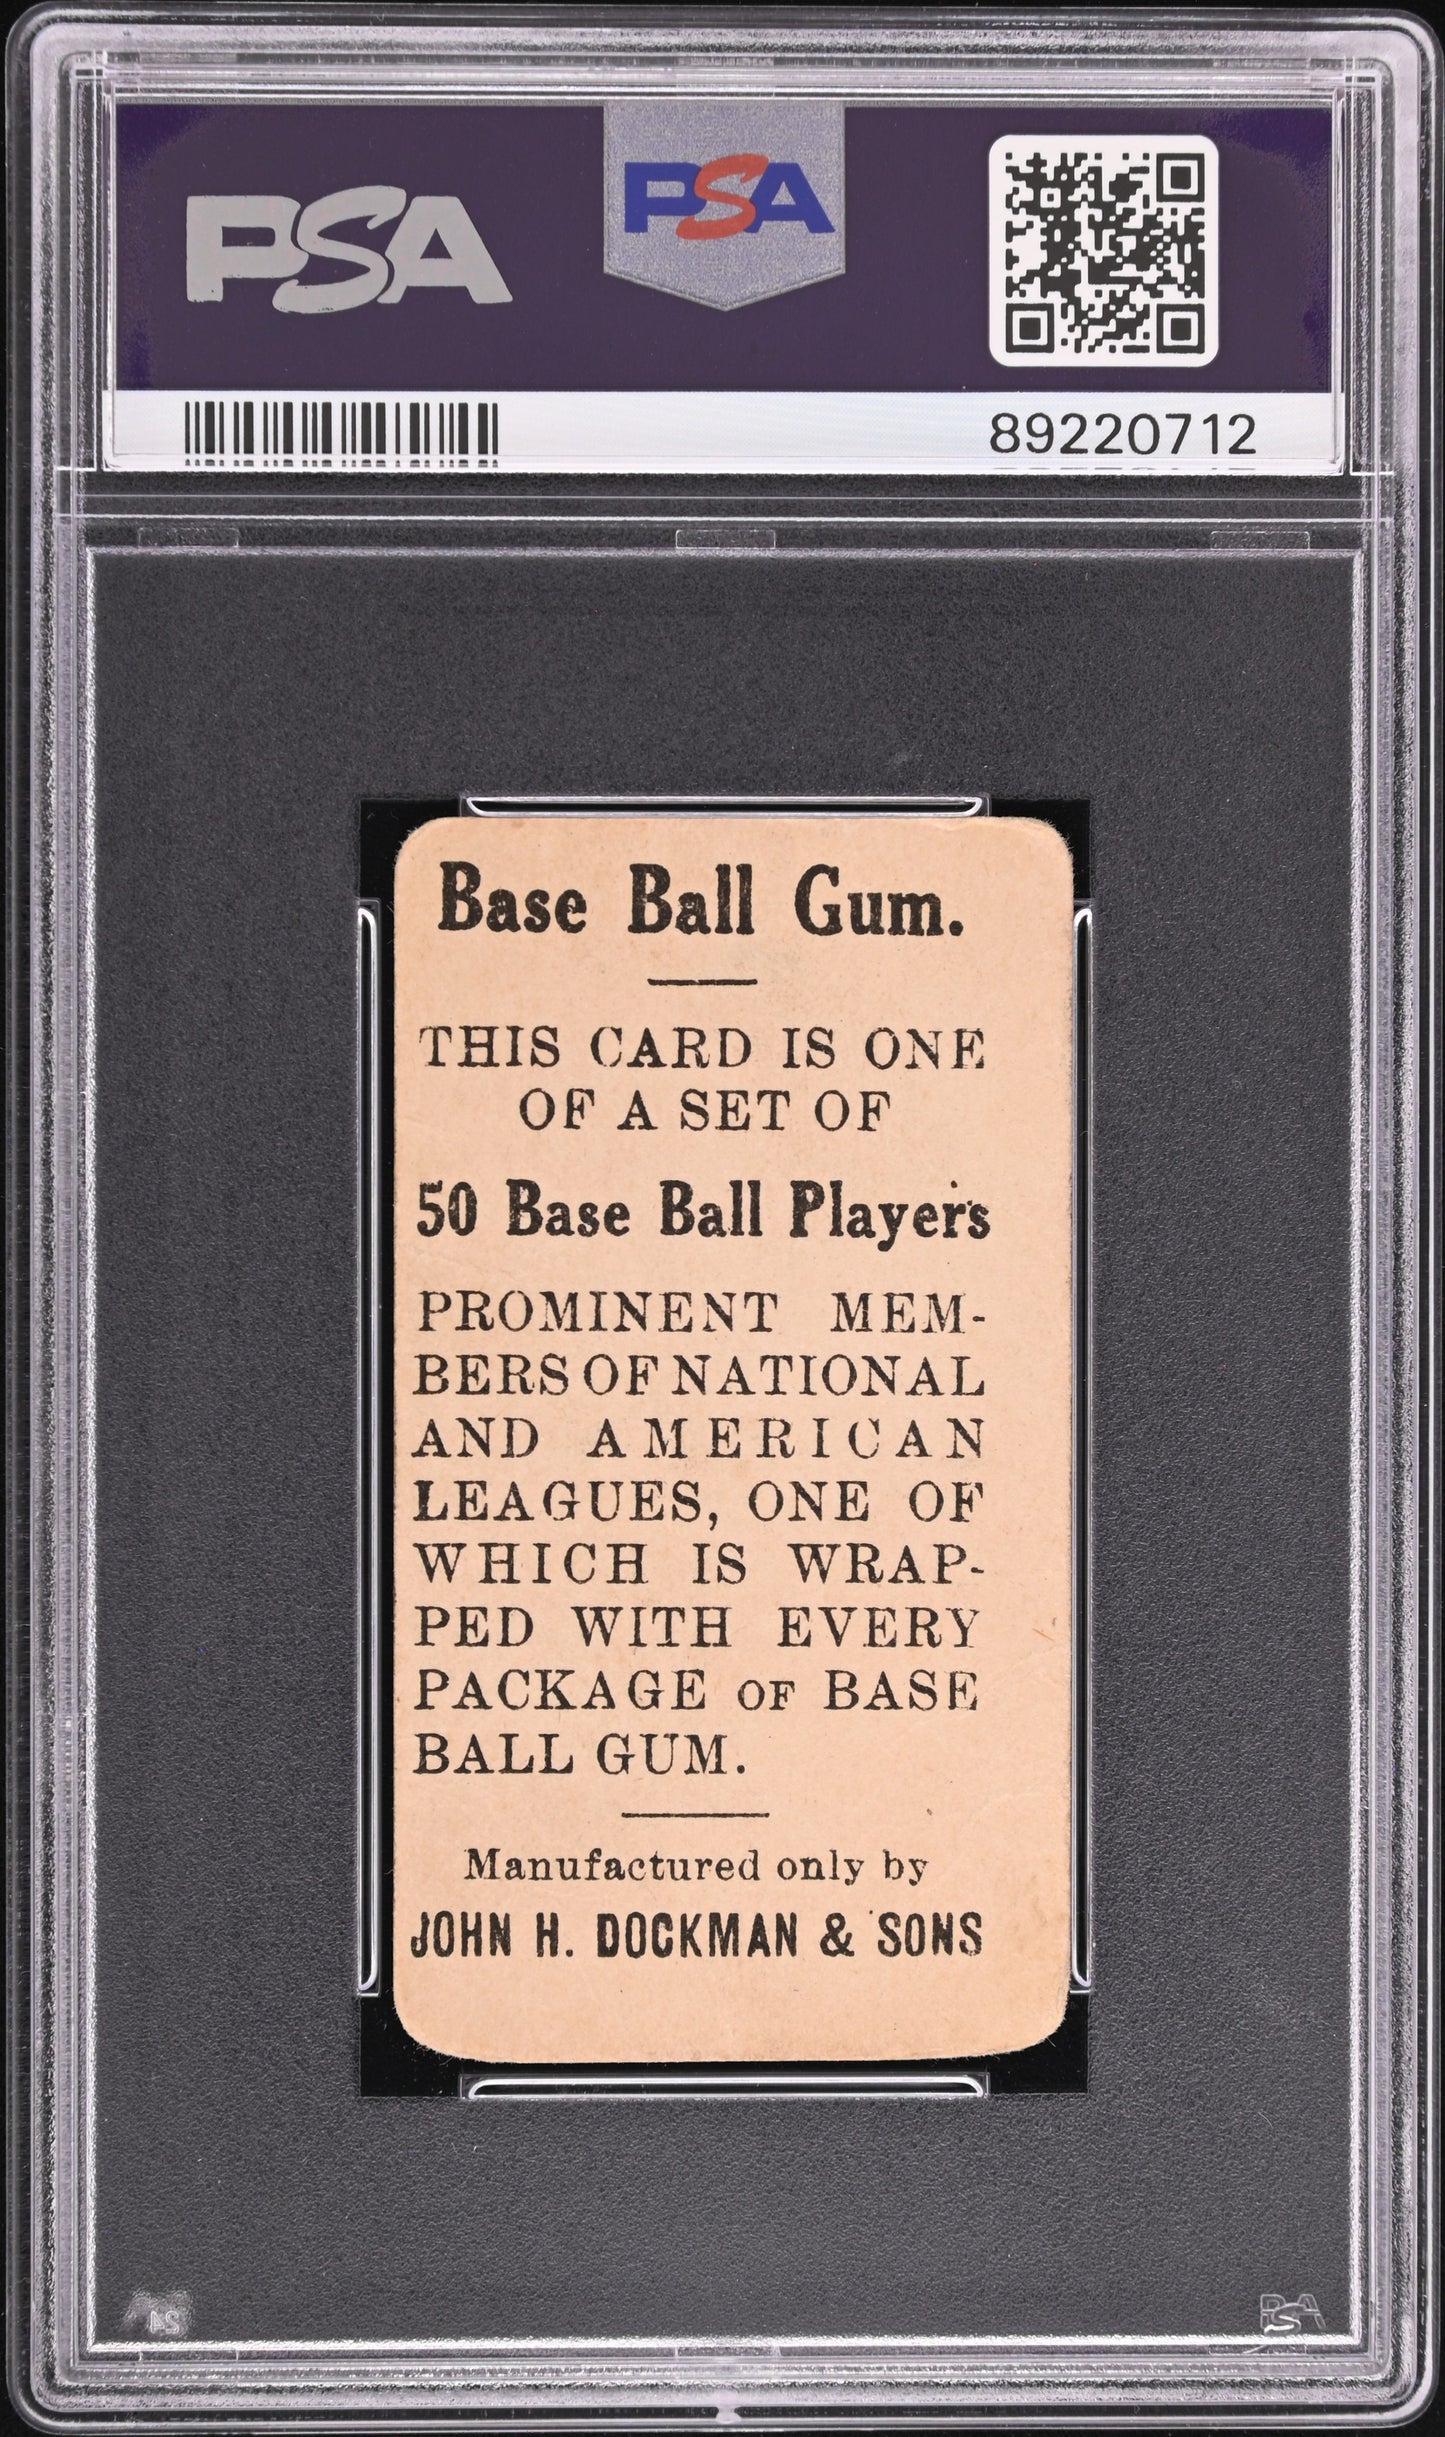 PSA
PSA
89220712
Base Ball Gum.
THIS CARD IS ONE
OF A SET OF
50 Base Ball Players
PROMINENT MEM-
BERS OF NATIONAL
AND AMERICAN
LEAGUES, ONE OF
WHICH IS WRAP-
PED WITH EVERY
PACKAGE OF BASE
BALL GUM.
Manufactured only by
JOHN H. DOCKMAN & SONS
PSA